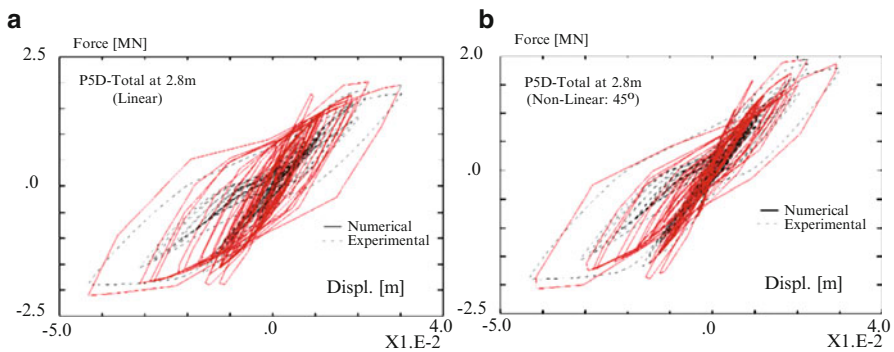 a
Force [MN]
2.5
P5D-Total at 2.8m
(Linear)
.0
Numerical
Experimental
Displ. [m]
-2.5
-5.0
.0
4.0
X1.E-2
b
Force [MN]
2.0
P5D-Total at 2.8m
(Non-Linear: 45º)
.0
Numerical
Experimental
Displ. [m]
-2.5
-5.0
.0
4.0
X1.E-2